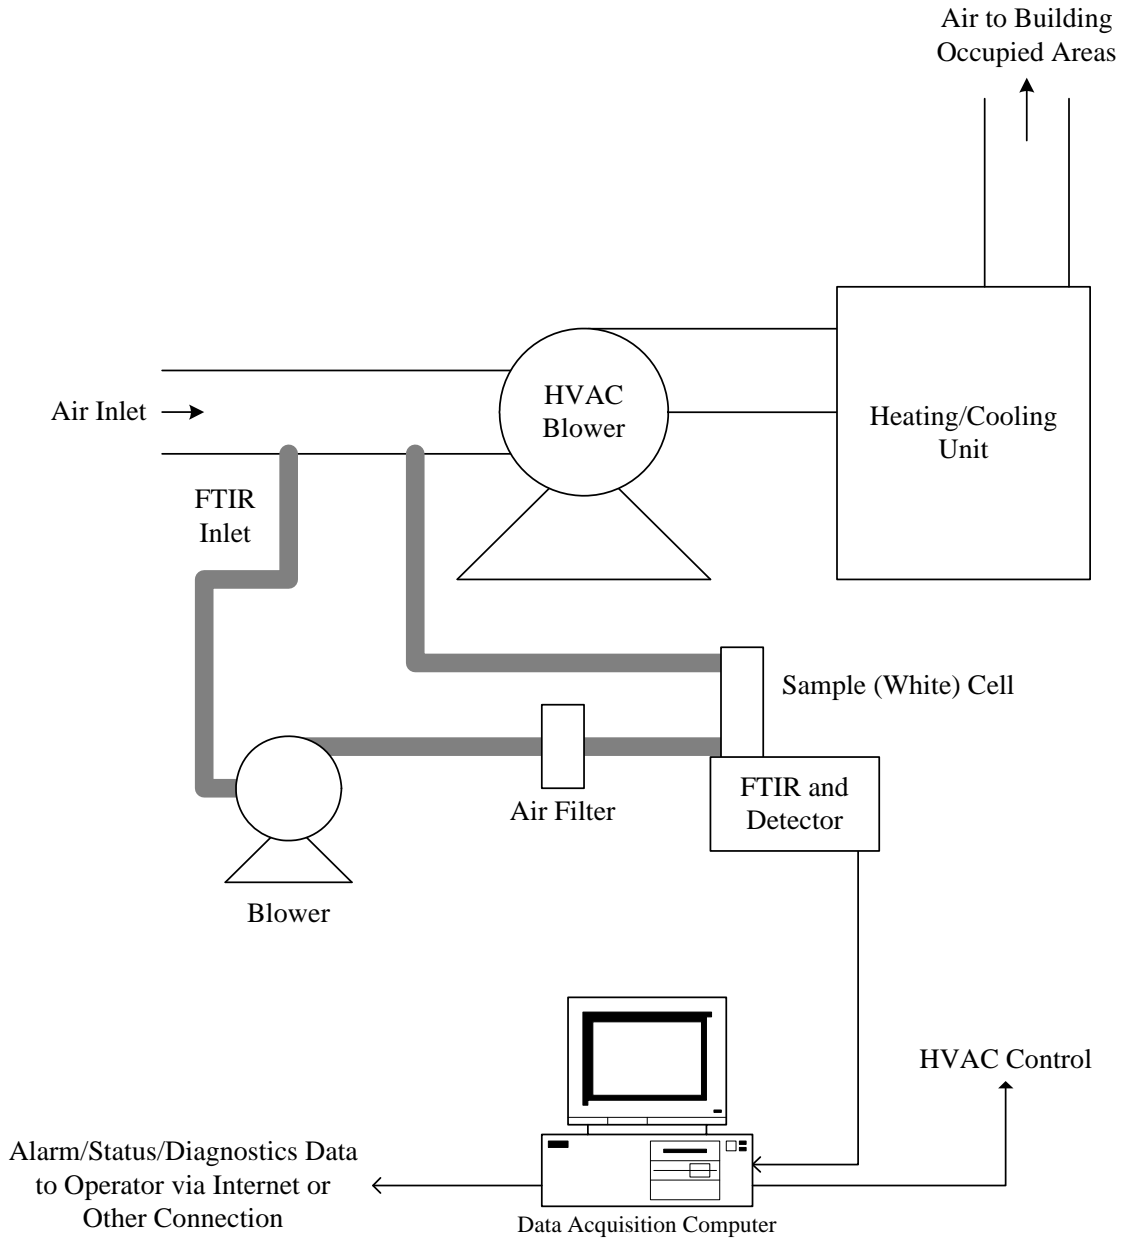 Air to Building
Occupied Areas
HVAC
Blower
Air Inlet
Heating/Cooling
Unit
FTIR
Inlet
Sample (White) Cell
FTIR and
Detector
Air Filter
Blower
HVAC Control
Alarm/Status/Diagnostics Data
to Operator via Internet or
Other Connection
Data Acquisition Computer